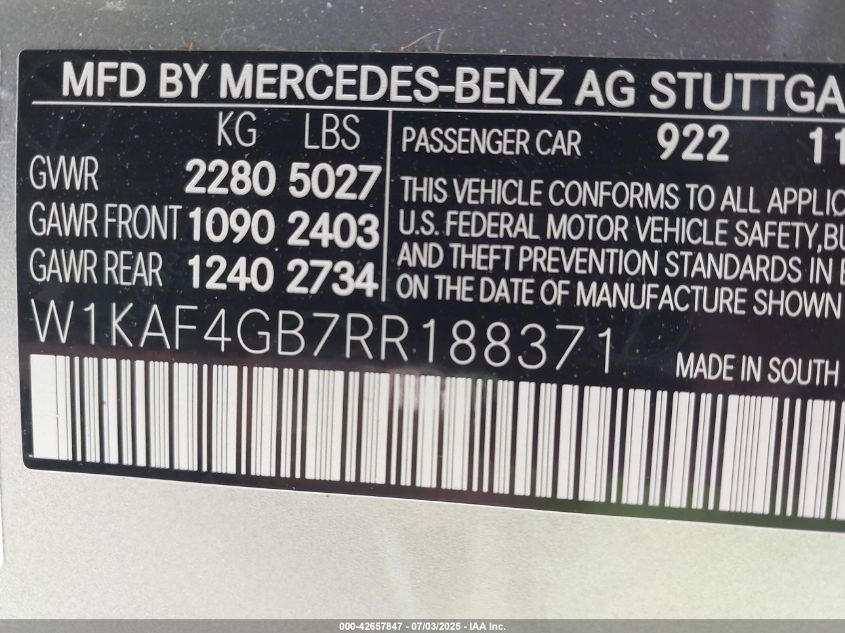 MFD BY MERCEDES-BENZ AG STUTTGA
KG LBS
GVWR 2280 5027
GAWR FRONT 1090 2403
GAWR REAR 1240 2734
PASSENGER CAR 922 11
THIS VEHICLE CONFORMS TO ALL APPLIC
U.S. FEDERAL MOTOR VEHICLE SAFETY, BU
AND THEFT PREVENTION STANDARDS IN E
ON THE DATE OF MANUFACTURE SHOWN
W1KAF4GB7RR188371
MADE IN SOUTH
000-42657847 - 07/03/2025 - IAA Inc.